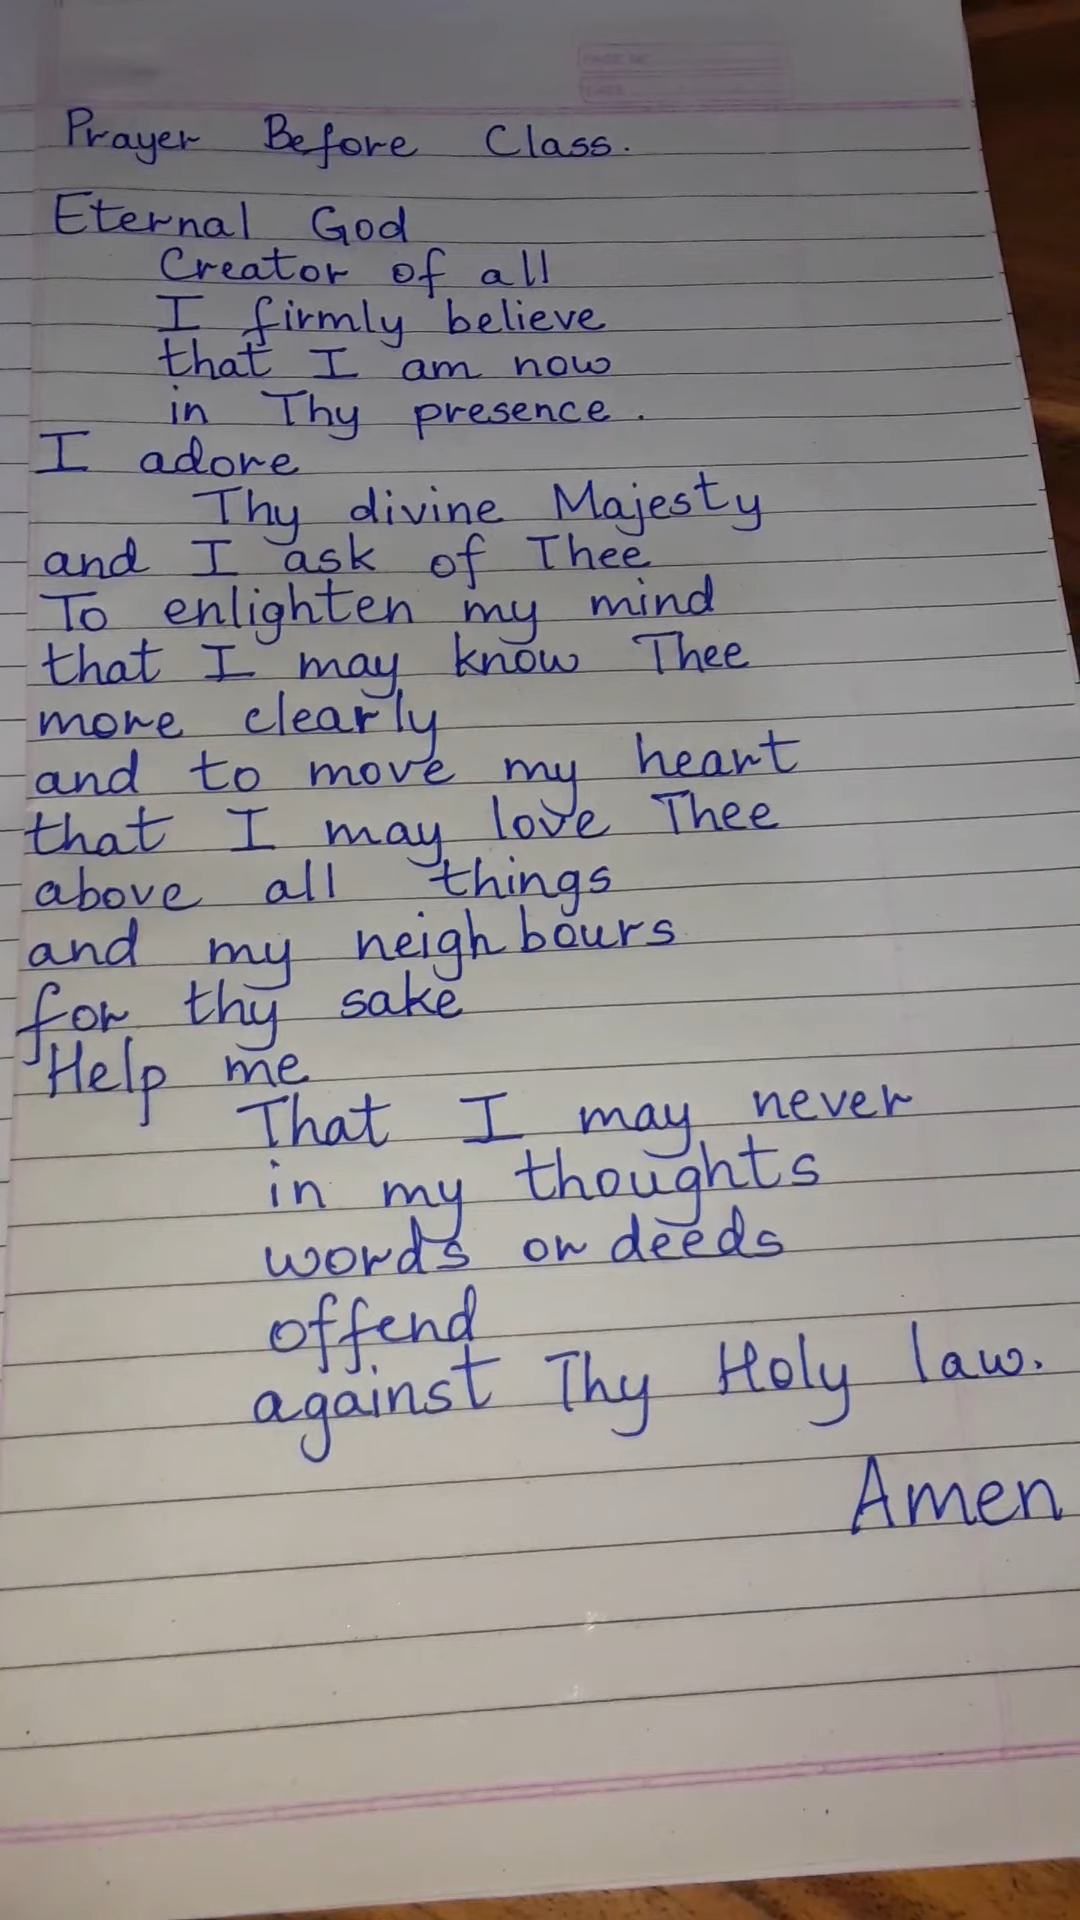 Prayer Before Class.
Eternal God
Creator of all
I firmly believe
that I am now
in Thy presence.
I adore
Thy divine Majesty
and I ask of Thee
To enlighten my mind
that I may know Thee
more clearly
and to move my heart
that I may love Thee
above all things
and my neighbours
for thy sake
Help me
That I may never
in my thoughts
words or deeds
offend
against Thy Holy law.
Amen